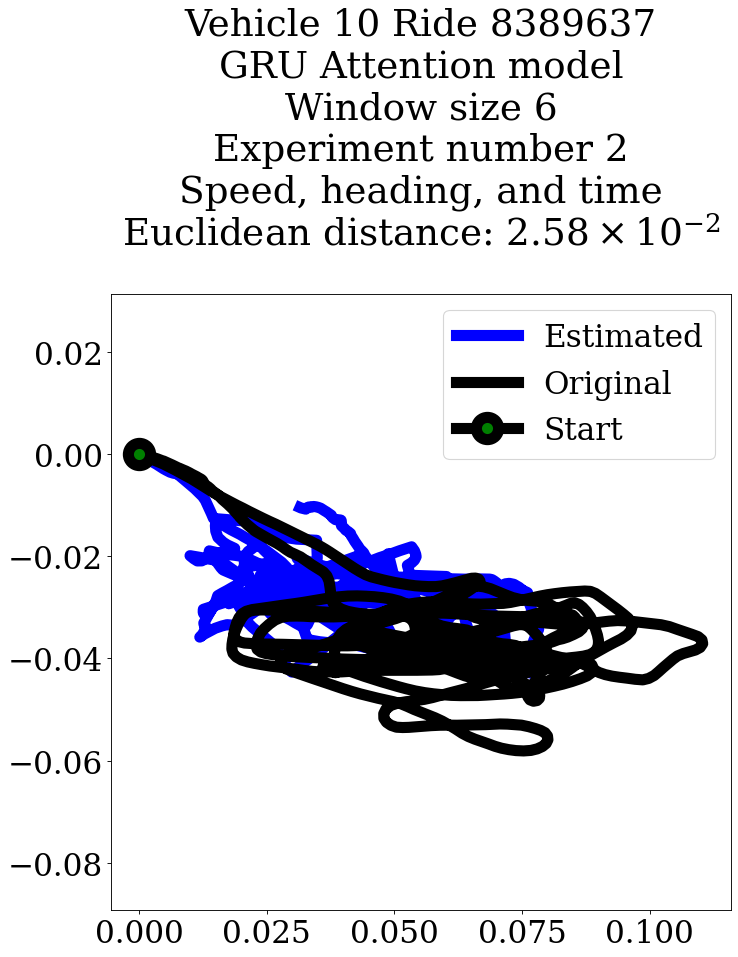 Vehicle 10 Ride 8389637
GRU Attention model
Window size 6
Experiment number 2
Speed, heading, and time
Euclidean distance: 2.58 × 10⁻²
Estimated
Original
Start
0.02
0.00
−0.02
−0.04
−0.06
−0.08
0.000 0.025 0.050 0.075 0.100